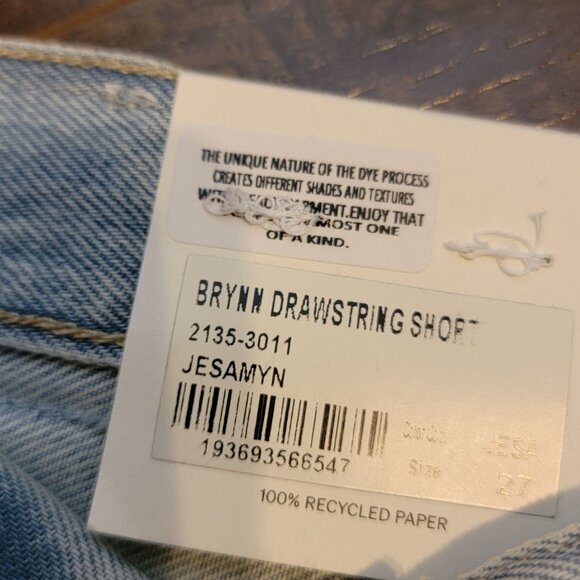 THE UNIQUE NATURE OF THE DYE PROCESS
CREATES DIFFERENT SHADES AND TEXTURES
ENJOY THAT
MOST ONE
OF A KIND.
BRYNN DRAWSTRING SHORT
2135-3011
JESAMYN
193693566547
JESA
Size 27
100% RECYCLED PAPER